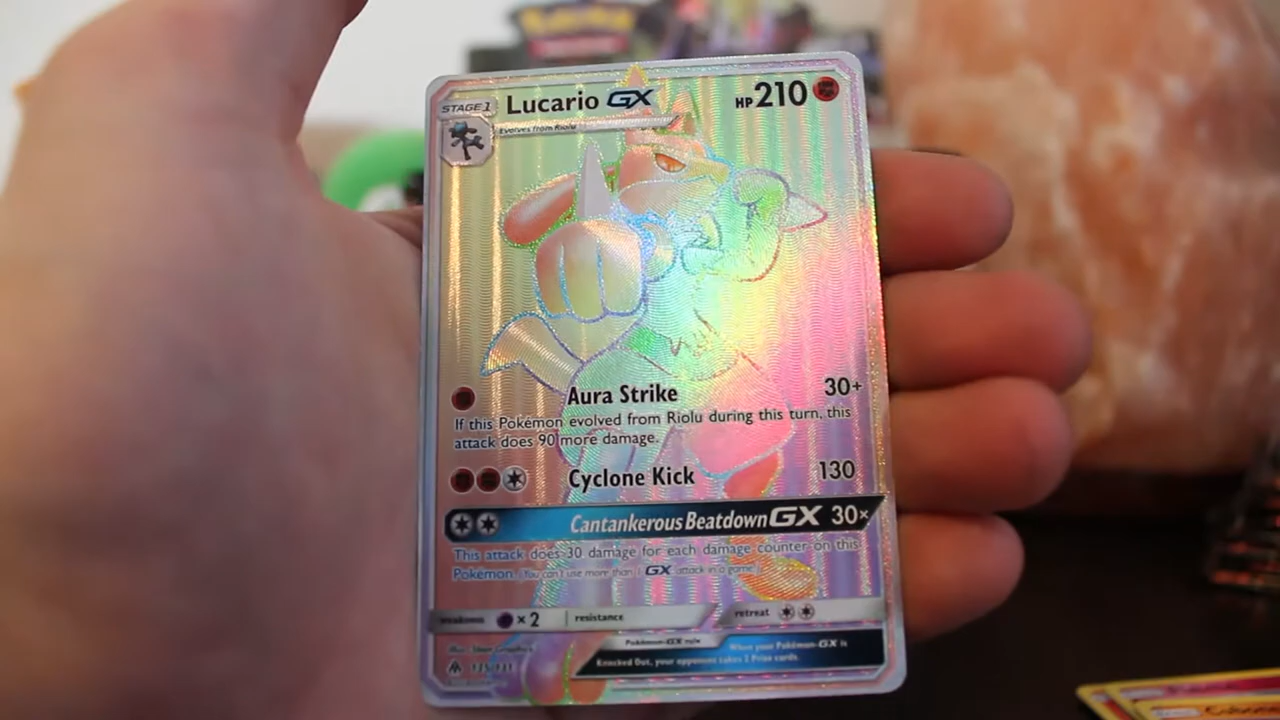 Pokémon
STAGE 1
Lucario GX
HP 210
Evolves from Riolu
Aura Strike 30+
If this Pokémon evolved from Riolu during this turn, this
attack does 90 more damage.
Cyclone Kick 130
Cantankerous Beatdown GX 30×
This attack does 30 damage for each damage counter on this
Pokémon. (You can't use more than 1 GX attack in a game.)
weakness ×2 resistance retreat
Pokémon-GX rule
When your Pokémon-GX is
Knocked Out, your opponent takes 2 Prize cards.
Cubone